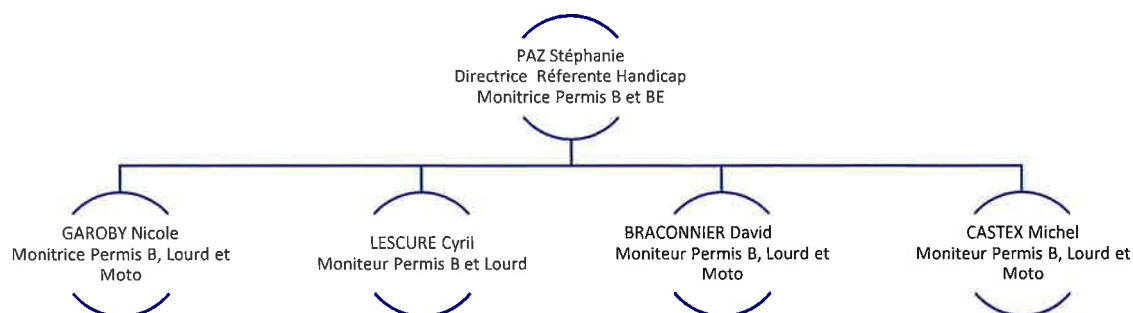 PAZ Stéphanie
Directrice Réferente Handicap
Monitrice Permis B et BE
GAROBY Nicole
Monitrice Permis B, Lourd et
Moto
LESCURE Cyril
Moniteur Permis B et Lourd
BRACONNIER David
Moniteur Permis B, Lourd et
Moto
CASTEX Michel
Moniteur Permis B, Lourd et
Moto